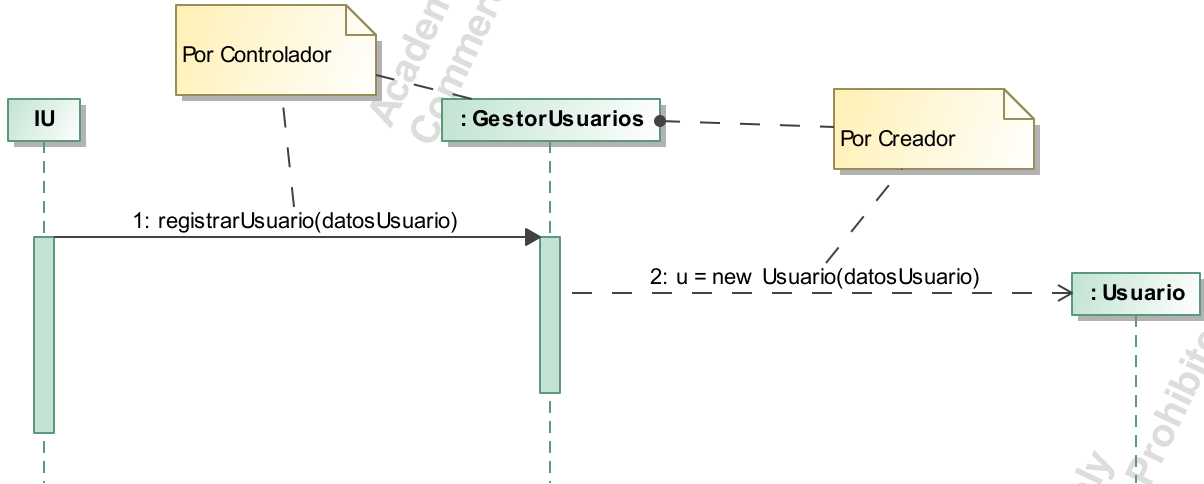 Por Controlador
IU
: GestorUsuarios
Por Creador
1: registrarUsuario(datosUsuario)
2: u = new Usuario(datosUsuario)
: Usuario